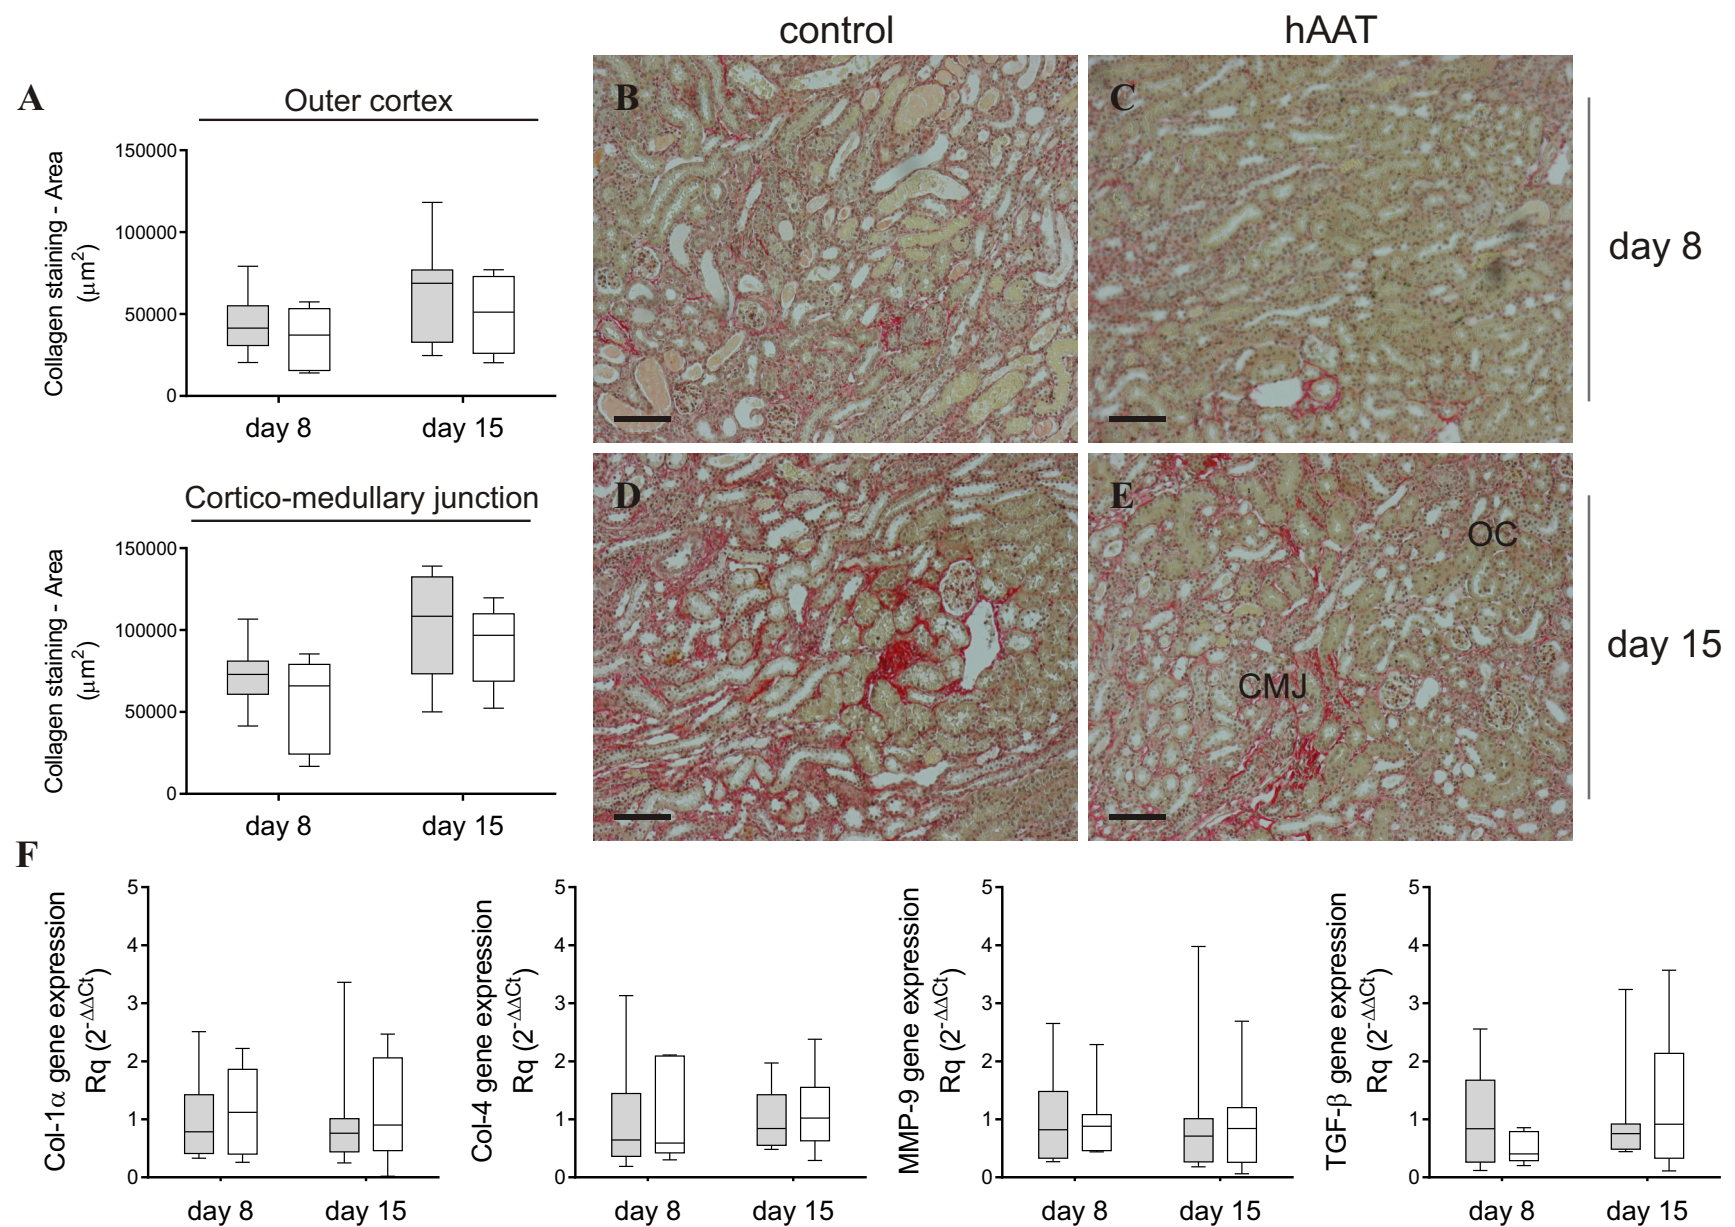 control
hAAT
A
Outer cortex
Collagen staining - Area
(μm²)
150000
100000
50000
0
day 8
day 15
B
C
day 8
Cortico-medullary junction
Collagen staining - Area
(μm²)
150000
100000
50000
0
day 8
day 15
D
E
OC
CMJ
day 15
F
Col-1α gene expression
Rq (2^-ΔΔCt)
5
4
3
2
1
0
day 8
day 15
Col-4 gene expression
Rq (2^-ΔΔCt)
5
4
3
2
1
0
day 8
day 15
MMP-9 gene expression
Rq (2^-ΔΔCt)
5
4
3
2
1
0
day 8
day 15
TGF-β gene expression
Rq (2^-ΔΔCt)
5
4
3
2
1
0
day 8
day 15